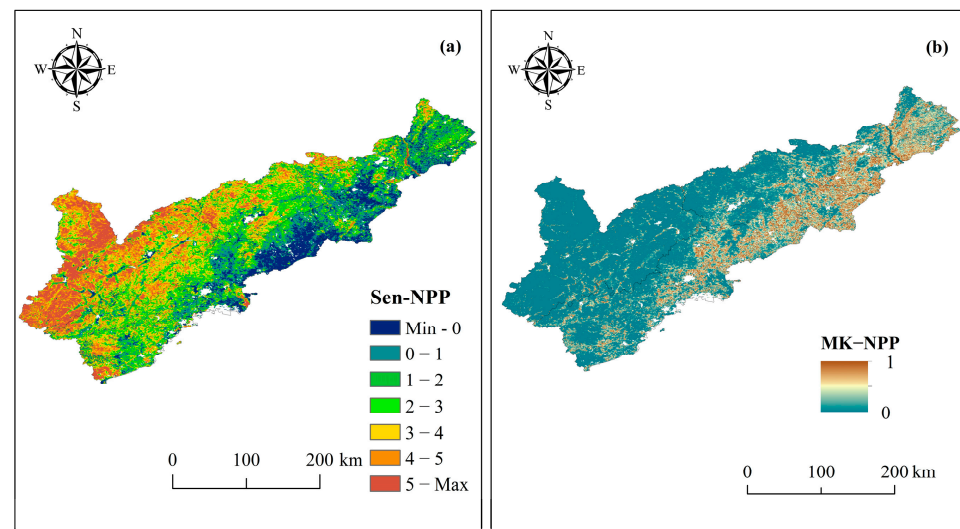 N
W E
S
(a)
Sen-NPP
Min - 0
0 − 1
1 − 2
2 − 3
3 − 4
4 − 5
5 − Max
0 100 200 km
N
W E
S
(b)
MK−NPP
1
0
0 100 200 km